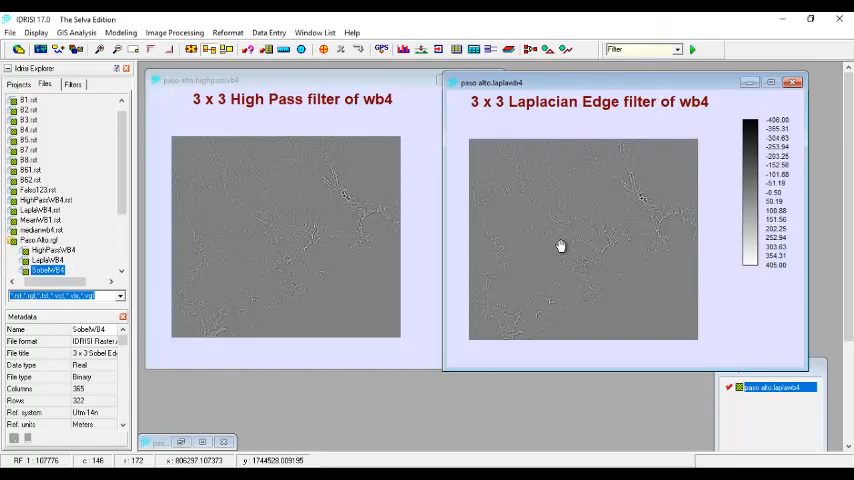 IDRISI 17.0 -- The Selva Edition
File Display GIS Analysis Modeling Image Processing Reformat Data Entry Window List Help
GPS
Filter
Idrisi Explorer
Projects Files Filters
B1.rst
B2.rst
B3.rst
B4.rst
B5.rst
B7.rst
B8.rst
B61.rst
B62.rst
Falso123.rst
HighPassWB4.rst
LaplaWB4.rst
MeanWB1.rst
medianwb4.rst
Paso Alto.rgf
HighPassWB4
LaplaWB4
SobelWB4
Metadata
Name SobelWB4
File format IDRISI Raster
File title 3 x 3 Sobel Ed
Data type Real
File type Binary
Columns 365
Rows 322
Ref. system Utm-14n
Ref. units Meters
paso alto.highpasswb4
3 x 3 High Pass filter of wb4
paso alto.laplawb4
3 x 3 Laplacian Edge filter of wb4
-406.00
-355.31
-304.63
-253.94
-203.25
-152.56
-101.88
-51.19
-0.50
50.19
100.88
151.56
202.25
252.94
303.63
354.31
405.00
paso alto.laplawb4
pas...
RF 1 : 107776 c : 146 r : 172 x : 806297.107373 y : 1744528.009195